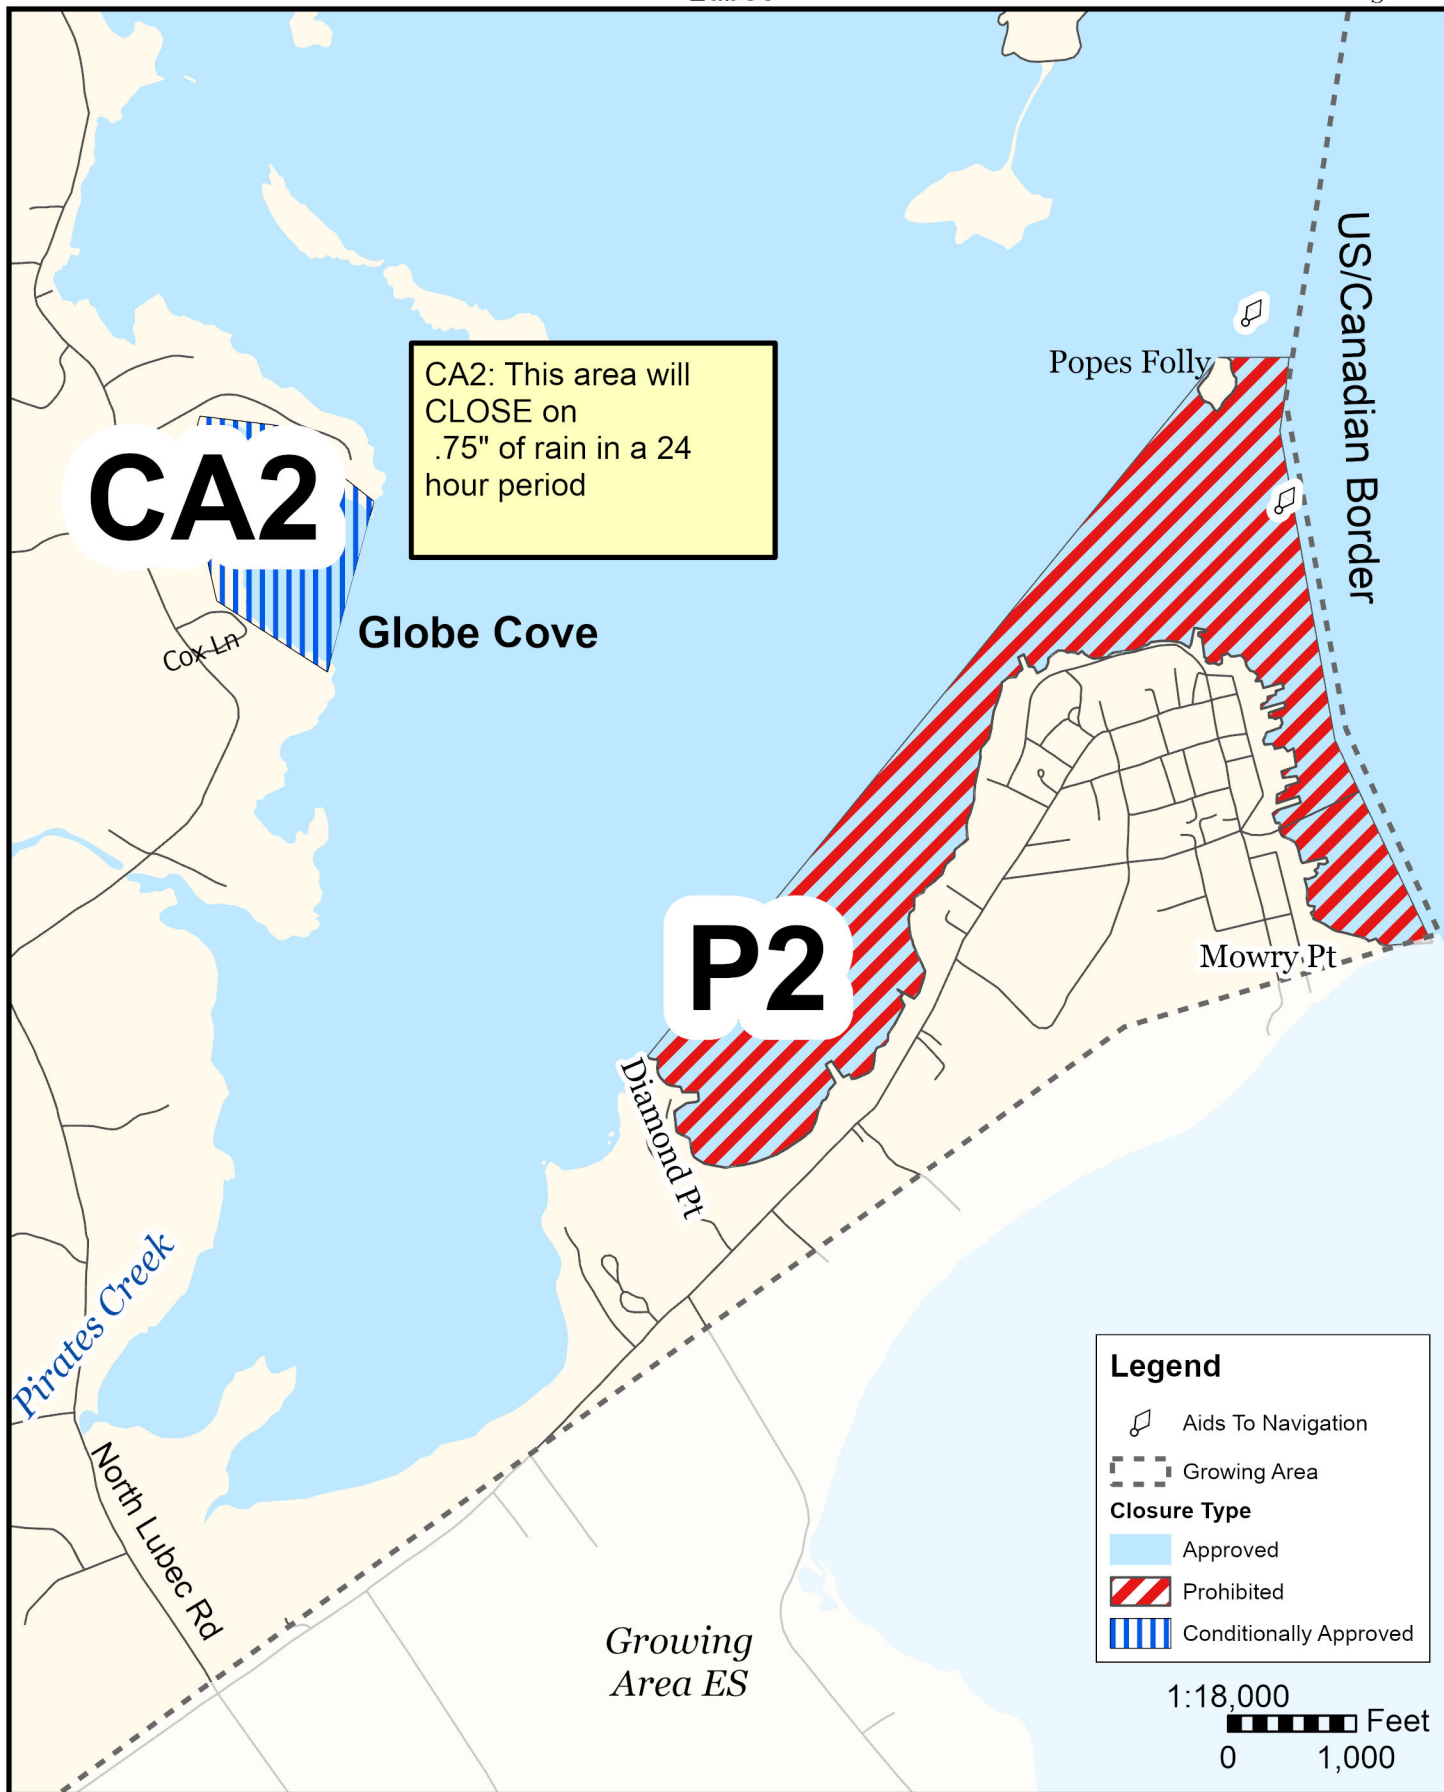 US/Canadian Border
Popes Folly
CA2: This area will
CLOSE on
.75" of rain in a 24
hour period
CA2
Globe Cove
Cox Ln
P2
Mowry Pt
Diamond Pt
Pirates Creek
North Lubec Rd
Growing
Area ES
Legend
Aids To Navigation
Growing Area
Closure Type
Approved
Prohibited
Conditionally Approved
1:18,000
Feet
0 1,000